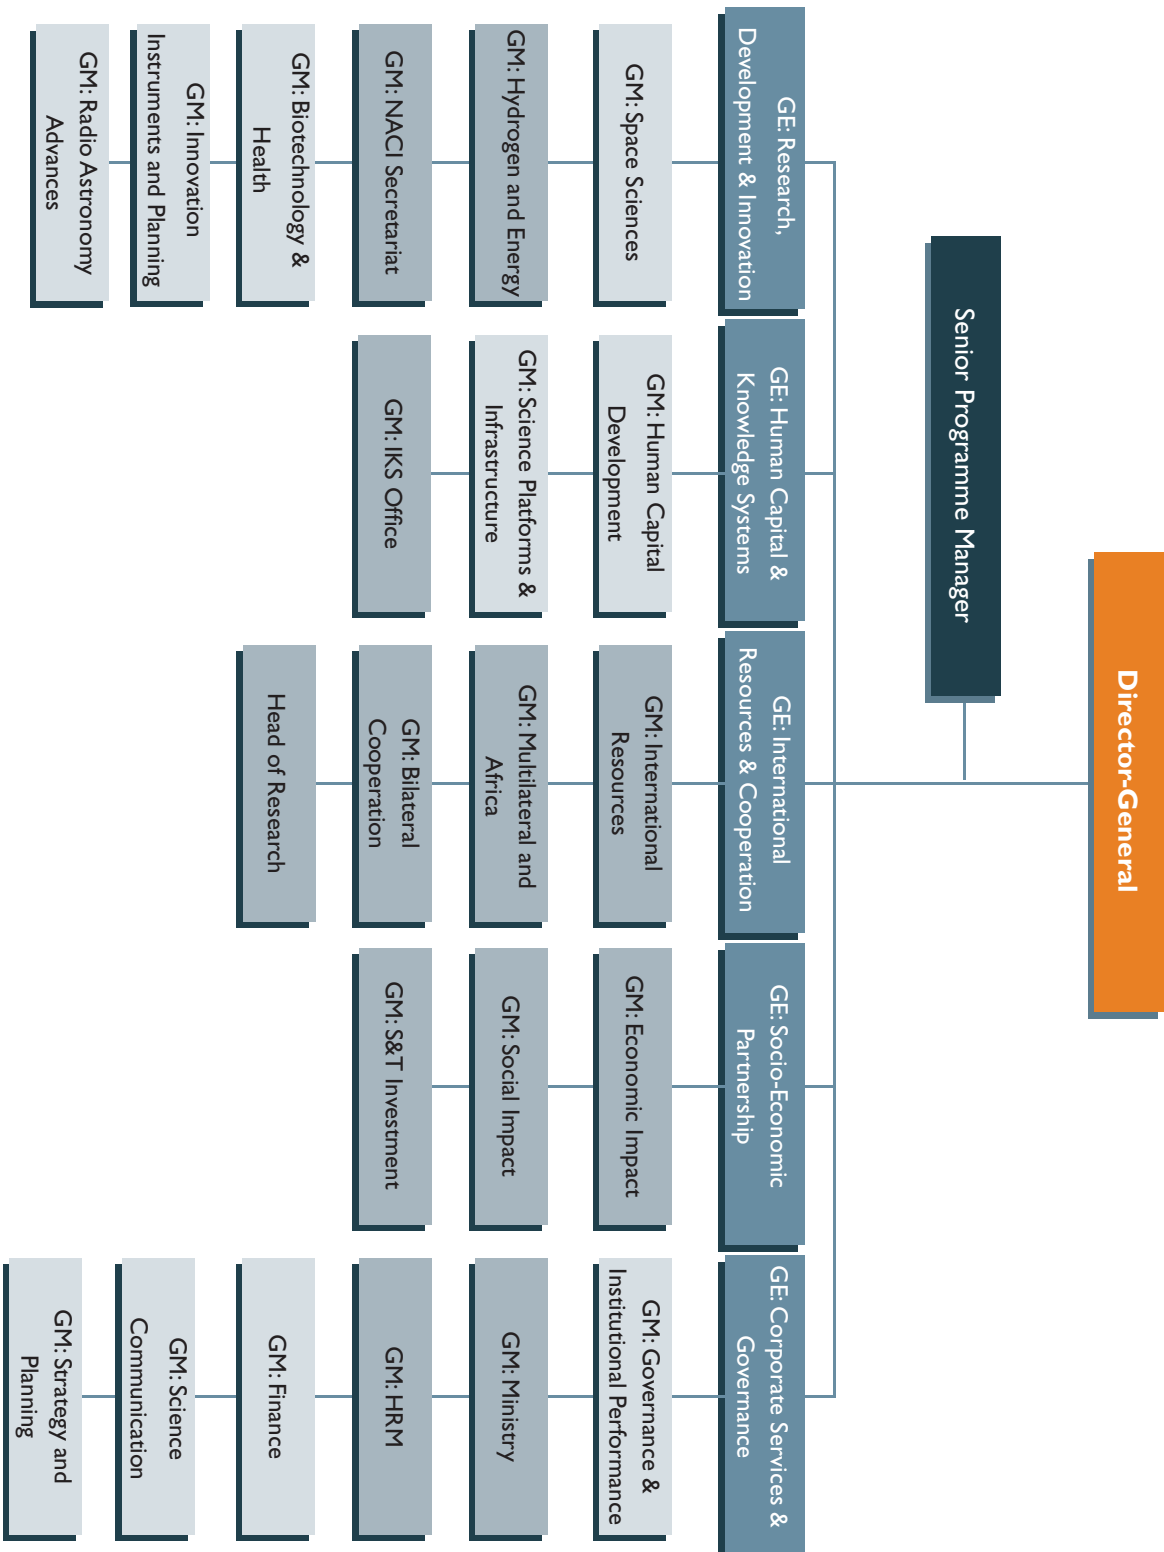 Director-General
Senior Programme Manager
GE: Research,
Development & Innovation
GM: Space Sciences
GM: Hydrogen and Energy
GM: NACI Secretariat
GM: Biotechnology &
Health
GM: Innovation
Instruments and Planning
GM: Radio Astronomy
Advances
GE: Human Capital &
Knowledge Systems
GM: Human Capital
Development
GM: Science Platforms &
Infrastructure
GM: IKS Office
GE: International
Resources & Cooperation
GM: International
Resources
GM: Multilateral and
Africa
GM: Bilateral
Cooperation
Head of Research
GE: Socio-Economic
Partnership
GM: Economic Impact
GM: Social Impact
GM: S&T Investment
GE: Corporate Services &
Governance
GM: Governance &
Institutional Performance
GM: Ministry
GM: HRM
GM: Finance
GM: Science
Communication
GM: Strategy and
Planning